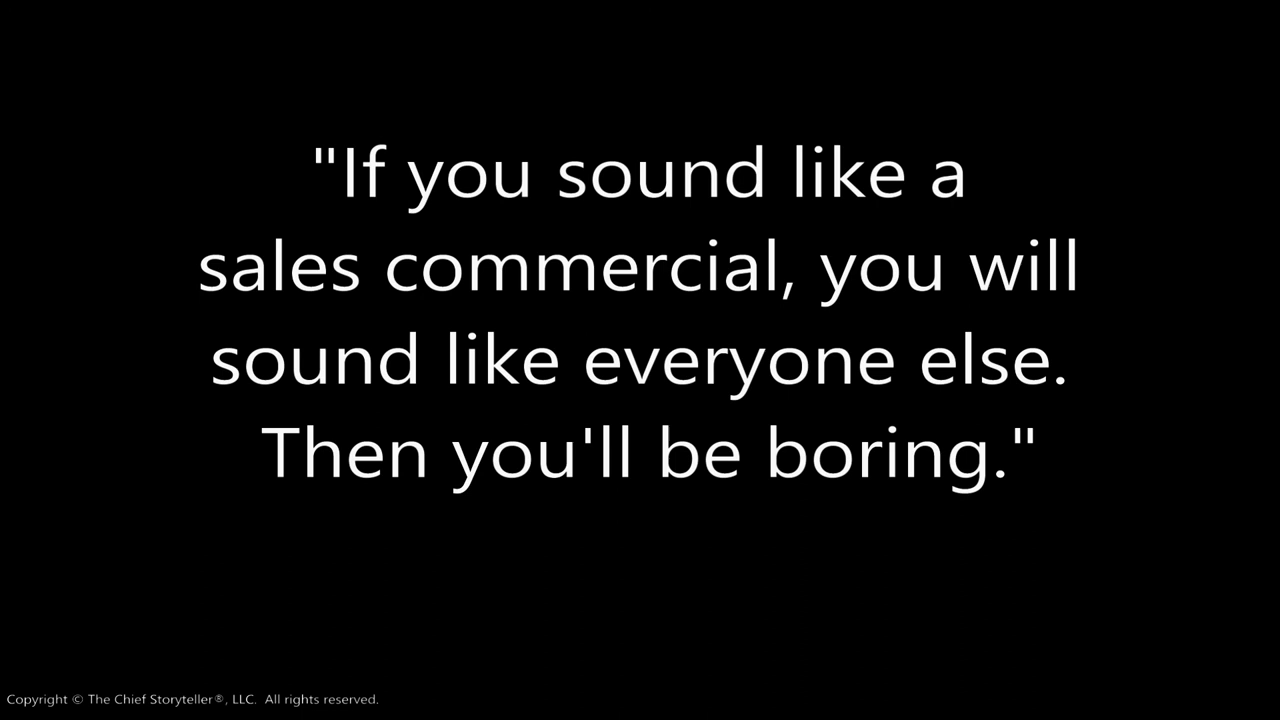 "If you sound like a
sales commercial, you will
sound like everyone else.
Then you'll be boring."
Copyright © The Chief Storyteller®, LLC.  All rights reserved.